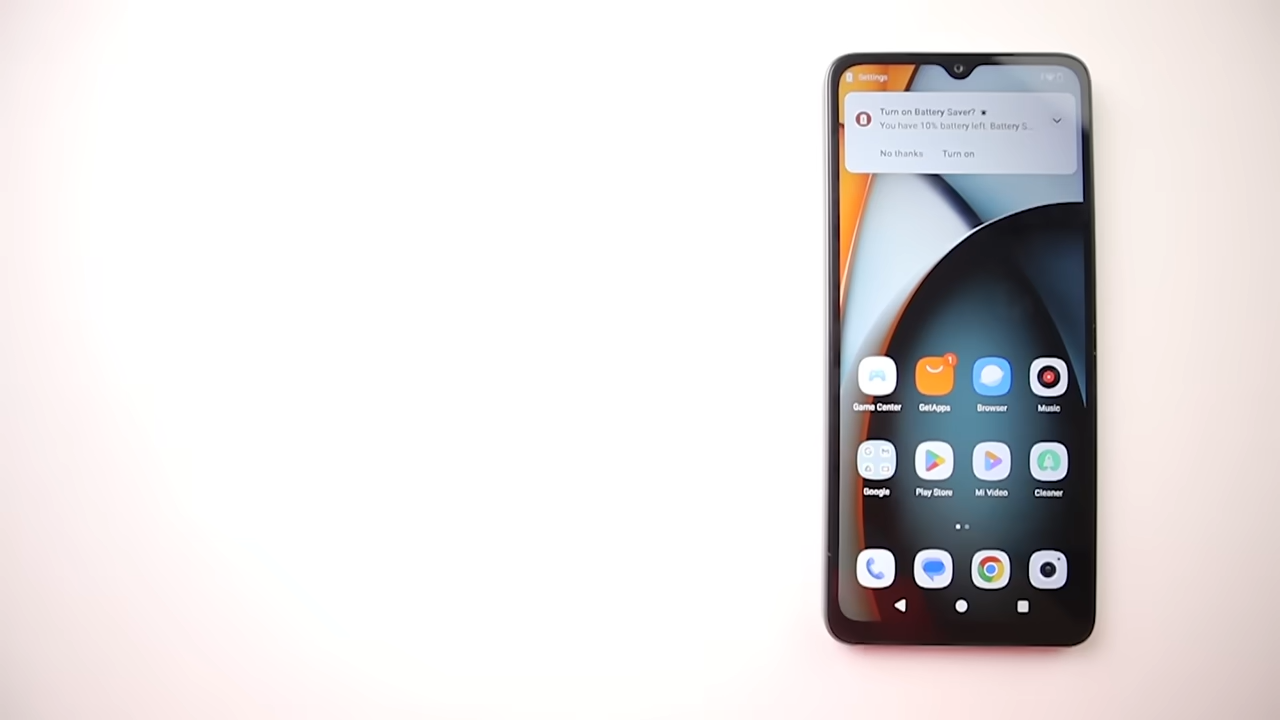 Settings
Turn on Battery Saver?
You have 10% battery left. Battery S...
No thanks Turn on
1
Game Center GetApps Browser Music
Google Play Store Mi Video Cleaner